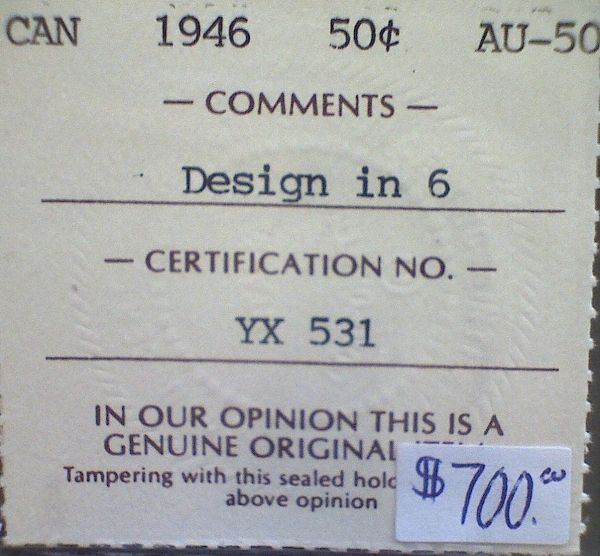 CAN 1946 50¢ AU-50
— COMMENTS —
Design in 6
— CERTIFICATION NO. —
YX 531
IN OUR OPINION THIS IS A
GENUINE ORIGINAL
Tampering with this sealed
above opinion
$700.00